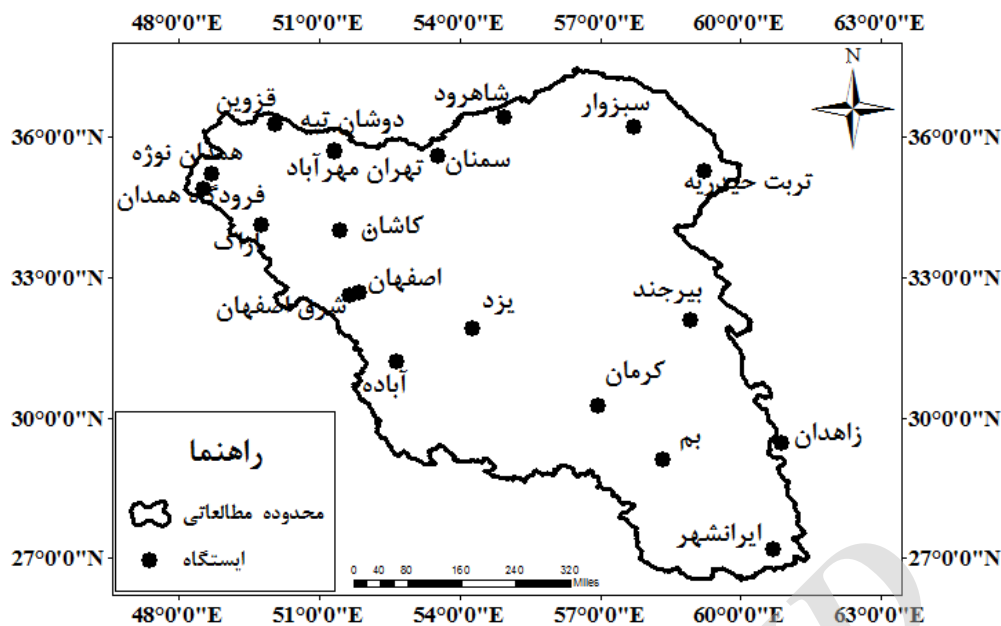 48°0'0"E 51°0'0"E 54°0'0"E 57°0'0"E 60°0'0"E 63°0'0"E
N
36°0'0"N
33°0'0"N
30°0'0"N
27°0'0"N
36°0'0"N
33°0'0"N
30°0'0"N
27°0'0"N
شاهرود
سبزوار
قزوین
دوشان تپه
سمنان
تهران مهرآباد
همدان نوژه
فرودگاه همدان
تربت حیدریه
اراک
کاشان
اصفهان
شرق اصفهان
یزد
بیرجند
آباده
کرمان
بم
زاهدان
ایرانشهر
راهنما
محدوده مطالعاتی
ایستگاه
0 40 80 160 240 320
Miles
48°0'0"E 51°0'0"E 54°0'0"E 57°0'0"E 60°0'0"E 63°0'0"E